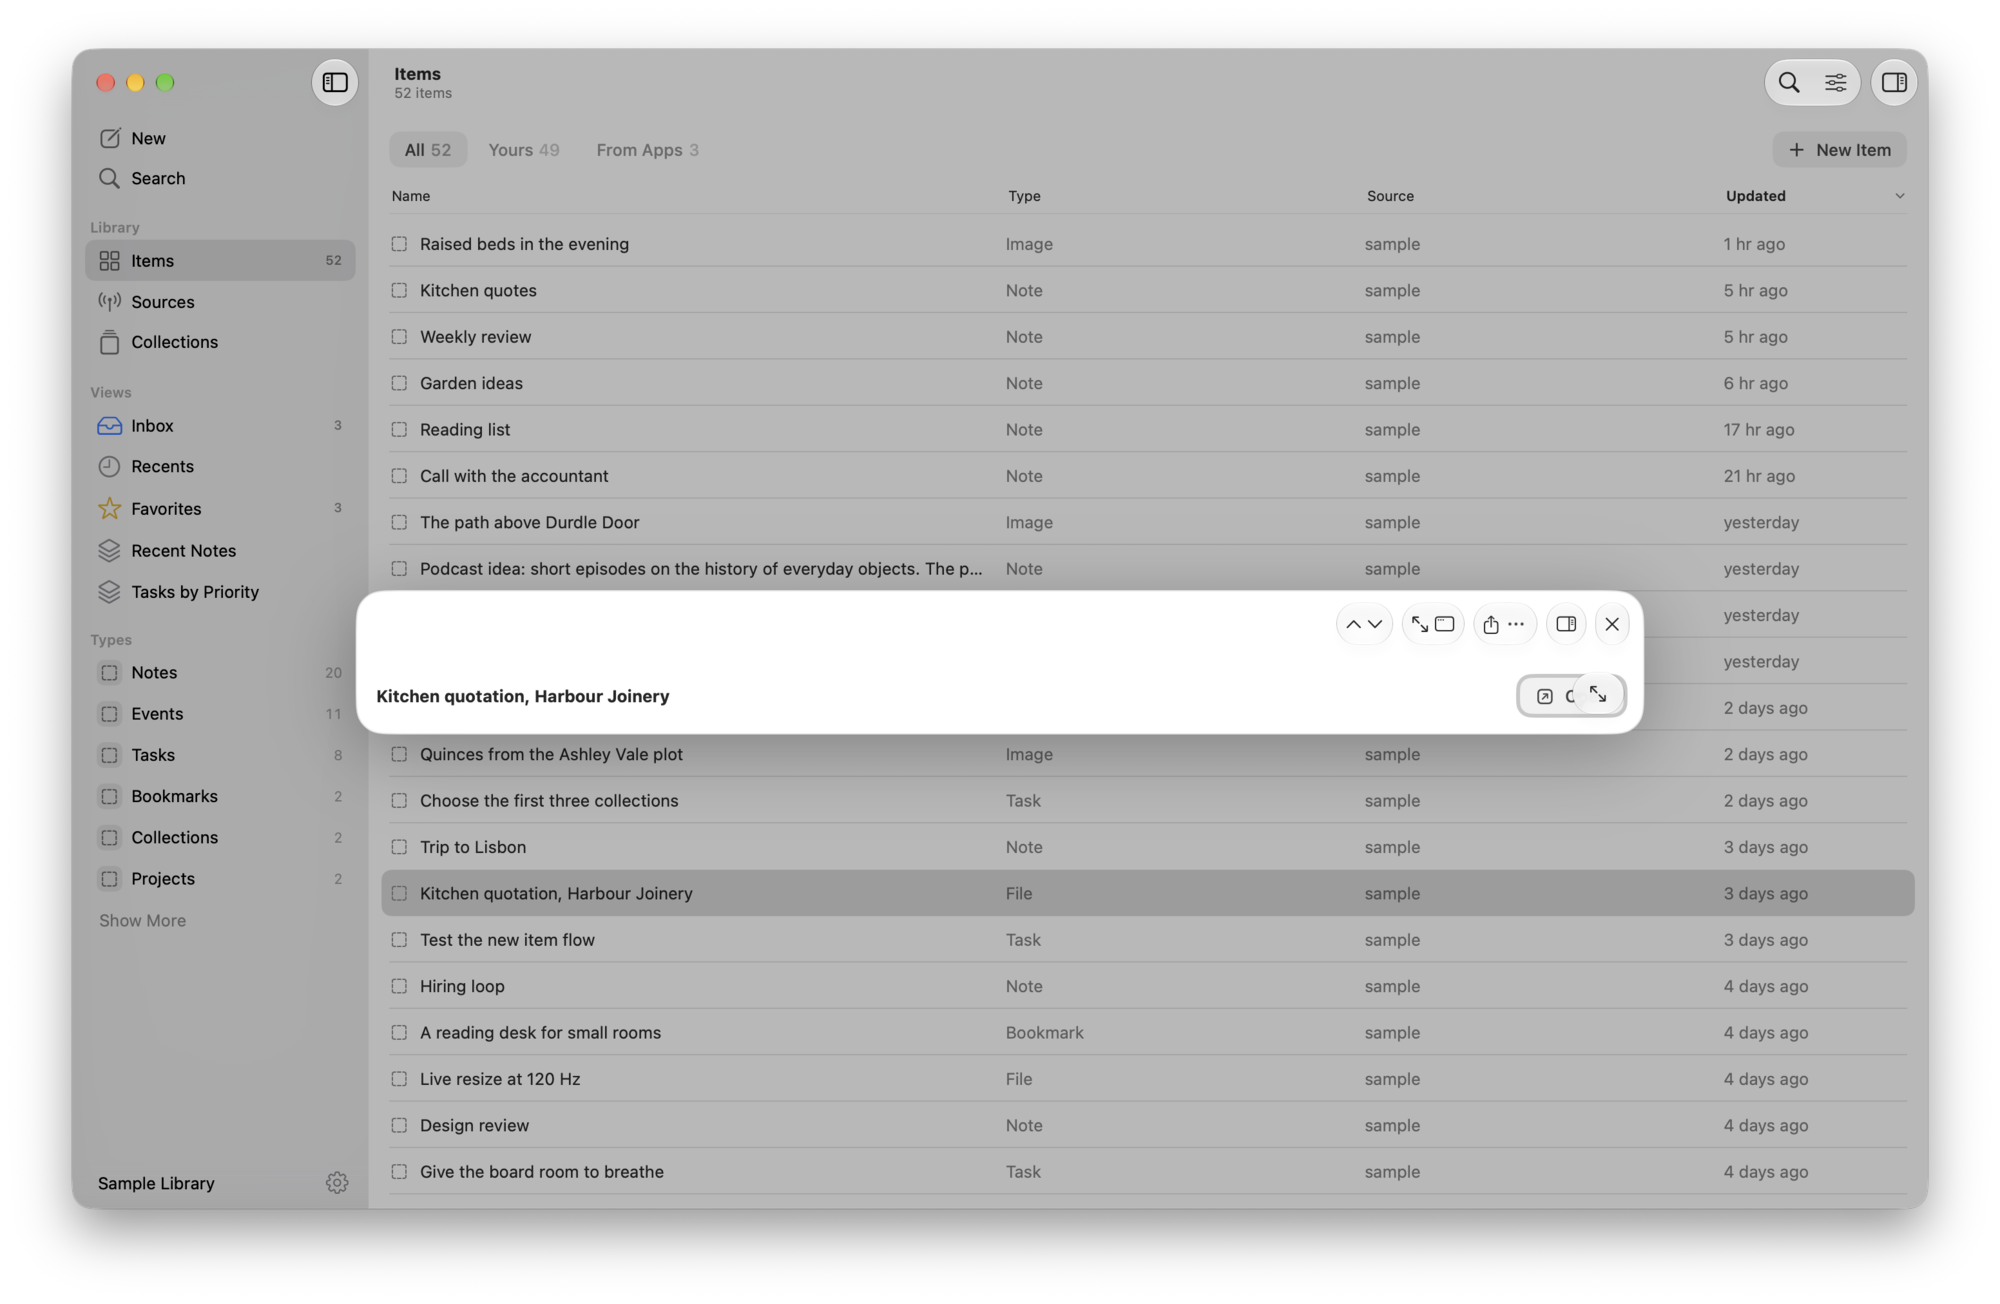 Items
52 items
New
Search
Library
Items 52
Sources
Collections
Views
Inbox 3
Recents
Favorites 3
Recent Notes
Tasks by Priority
Types
Notes 20
Events 11
Tasks 8
Bookmarks 2
Collections 2
Projects 2
Show More
Sample Library
All 52 Yours 49 From Apps 3 New Item
Name Type Source Updated
Raised beds in the evening Image sample 1 hr ago
Kitchen quotes Note sample 5 hr ago
Weekly review Note sample 5 hr ago
Garden ideas Note sample 6 hr ago
Reading list Note sample 17 hr ago
Call with the accountant Note sample 21 hr ago
The path above Durdle Door Image sample yesterday
Podcast idea: short episodes on the history of everyday objects. The p... Note sample yesterday
yesterday
yesterday
Kitchen quotation, Harbour Joinery
2 days ago
Quinces from the Ashley Vale plot Image sample 2 days ago
Choose the first three collections Task sample 2 days ago
Trip to Lisbon Note sample 3 days ago
Kitchen quotation, Harbour Joinery File sample 3 days ago
Test the new item flow Task sample 3 days ago
Hiring loop Note sample 4 days ago
A reading desk for small rooms Bookmark sample 4 days ago
Live resize at 120 Hz File sample 4 days ago
Design review Note sample 4 days ago
Give the board room to breathe Task sample 4 days ago